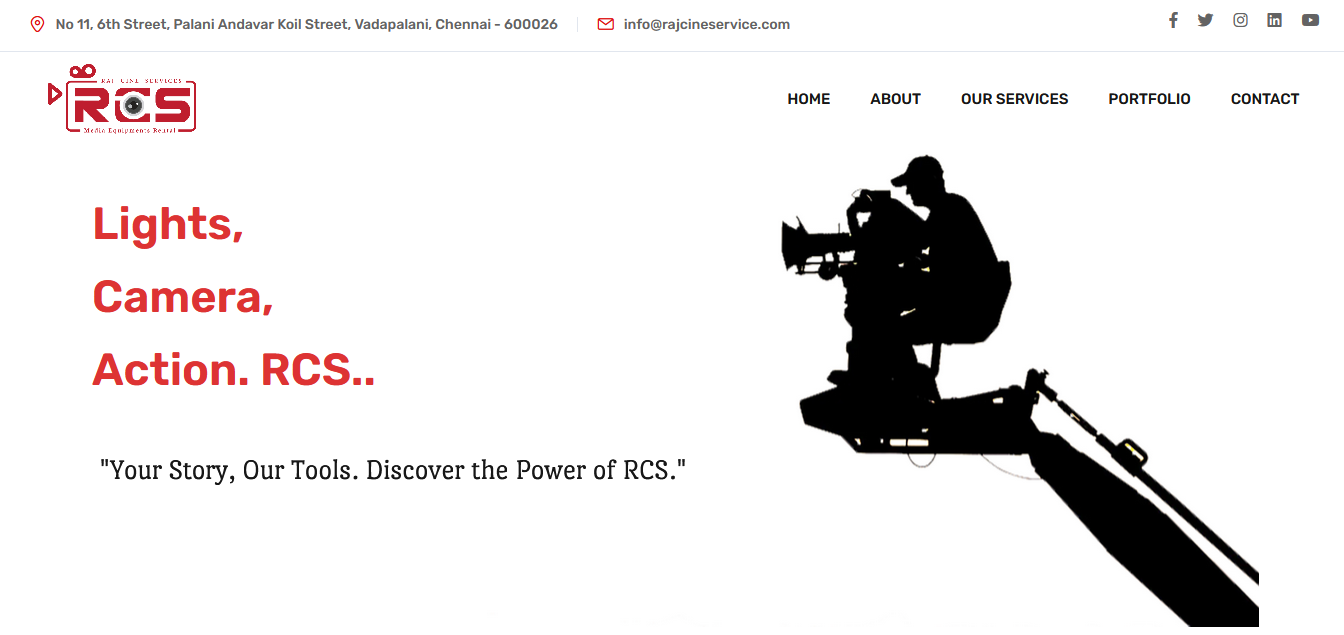 No 11, 6th Street, Palani Andavar Koil Street, Vadapalani, Chennai - 600026
info@rajcineservice.com
RAJ CINE SERVICES
RCS
Media Equipments Rental
HOME ABOUT OUR SERVICES PORTFOLIO CONTACT
Lights,
Camera,
Action. RCS..
"Your Story, Our Tools. Discover the Power of RCS."